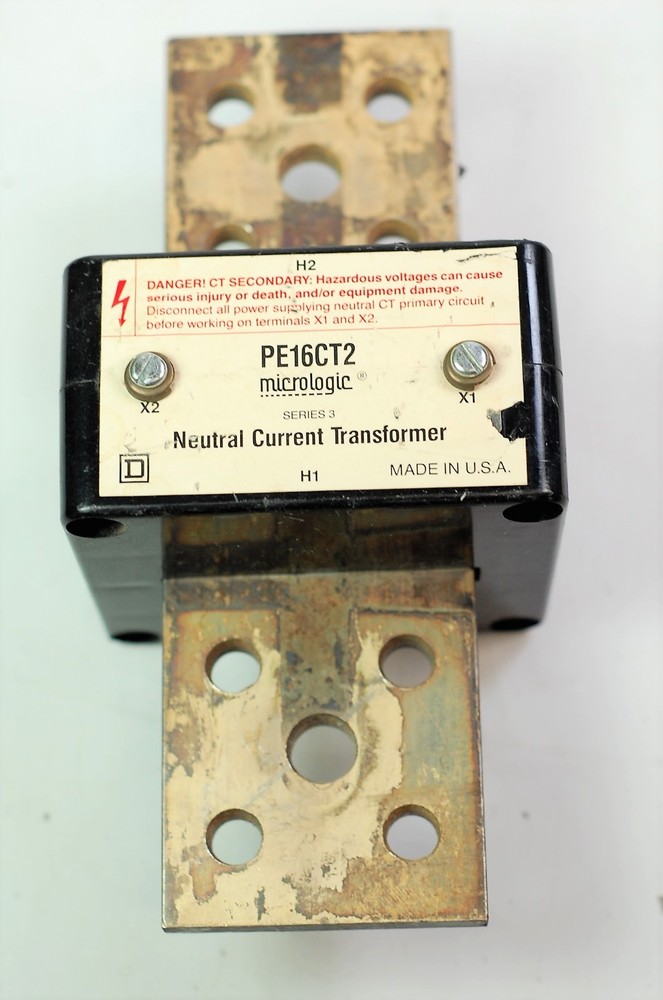 H2
DANGER! CT SECONDARY: Hazardous voltages can cause
serious injury or death, and/or equipment damage.
Disconnect all power supplying neutral CT primary circuit
before working on terminals X1 and X2.
PE16CT2
micrologic ®
X2
X1
SERIES 3
Neutral Current Transformer
D
H1
MADE IN U.S.A.